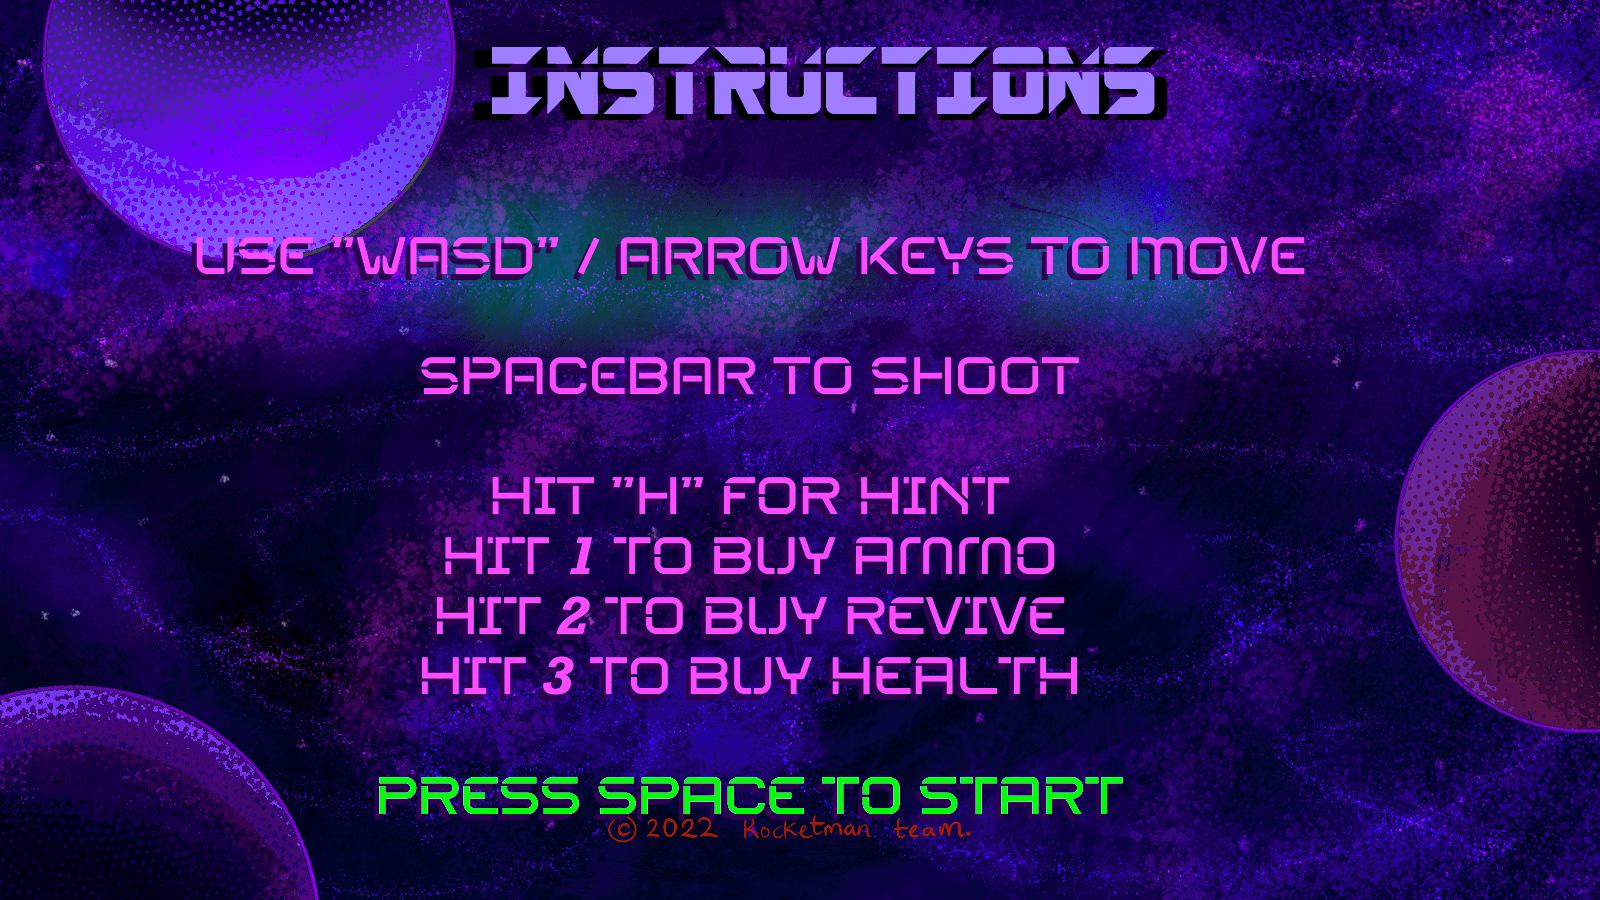 INSTRUCTIONS
USE "WASD" / ARROW KEYS TO MOVE
SPACEBAR TO SHOOT
HIT "H" FOR HINT
HIT 1 TO BUY AMMO
HIT 2 TO BUY REVIVE
HIT 3 TO BUY HEALTH
PRESS SPACE TO START
© 2022 Rocketman team.